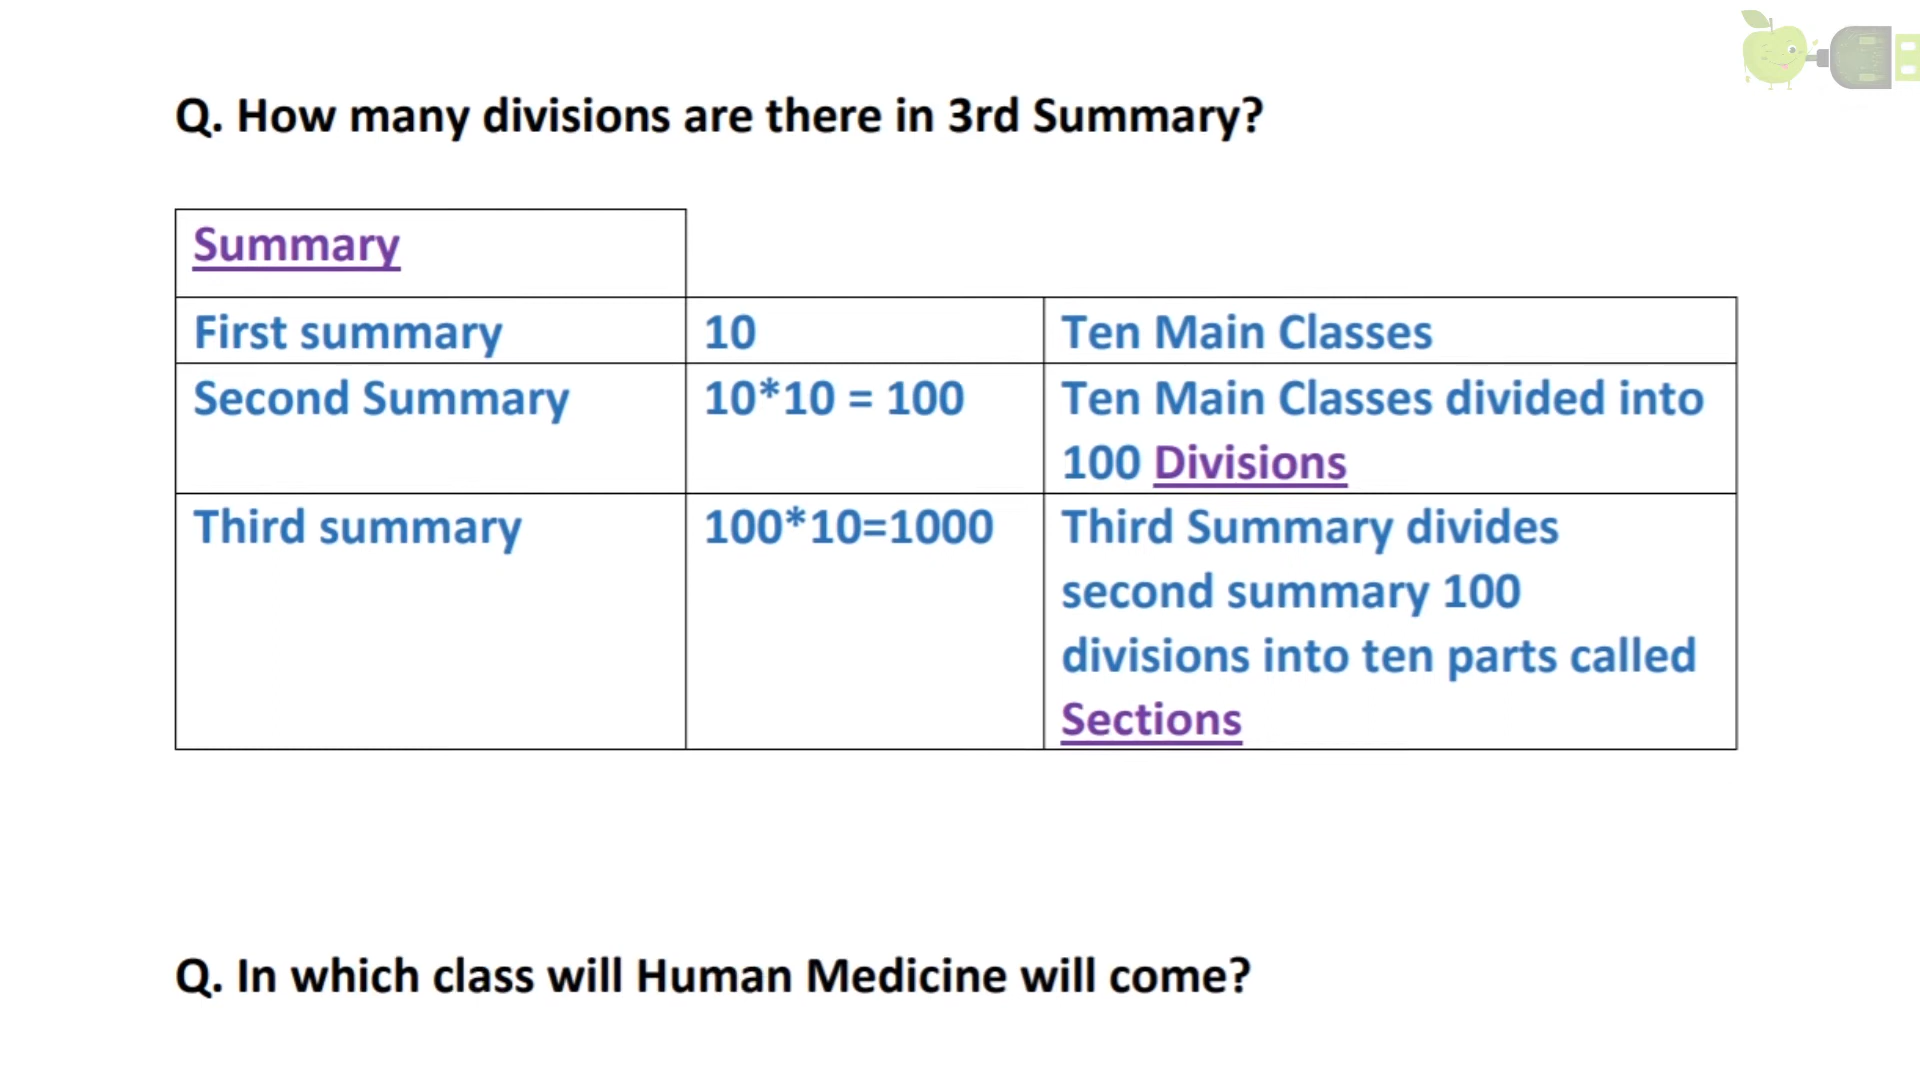 Q. How many divisions are there in 3rd Summary?
Summary
First summary 10 Ten Main Classes
Second Summary 10*10 = 100 Ten Main Classes divided into
100 Divisions
Third summary 100*10=1000 Third Summary divides
second summary 100
divisions into ten parts called
Sections
Q. In which class will Human Medicine will come?